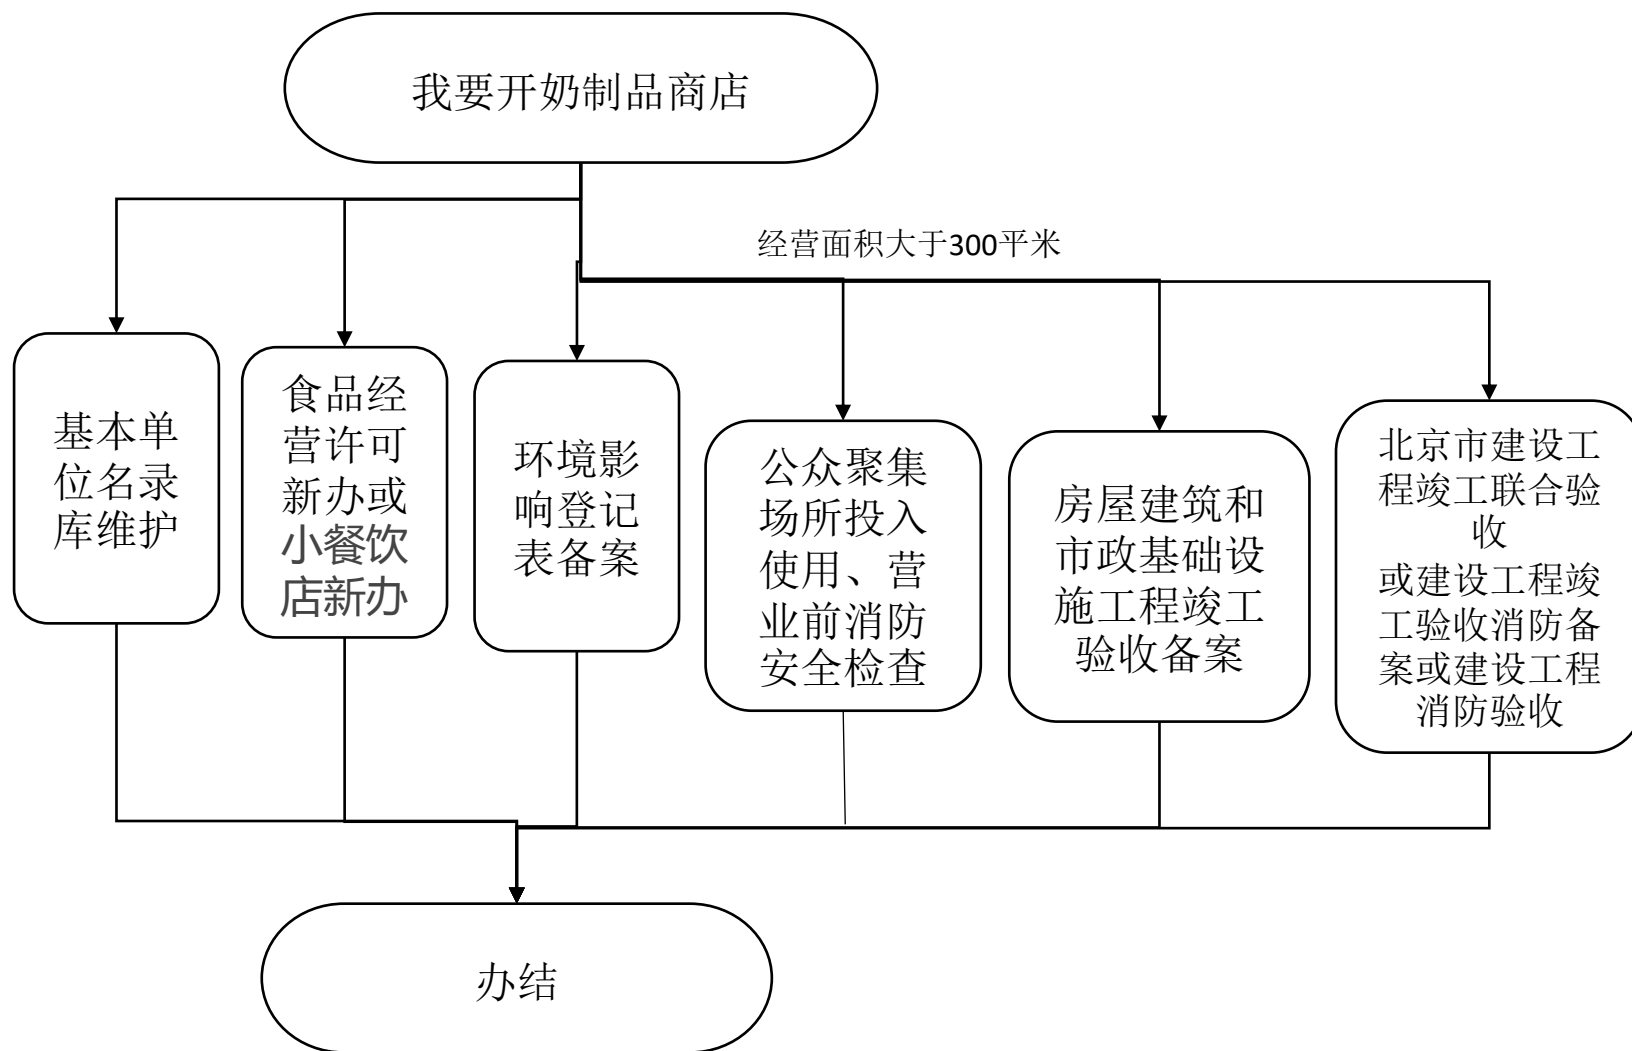 我要开奶制品商店
经营面积大于300平米
基本单
位名录
库维护
食品经
营许可
新办或
小餐饮
店新办
环境影
响登记
表备案
公众聚集
场所投入
使用、营
业前消防
安全检查
房屋建筑和
市政基础设
施工程竣工
验收备案
北京市建设工
程竣工联合验
收
或建设工程竣
工验收消防备
案或建设工程
消防验收
办结